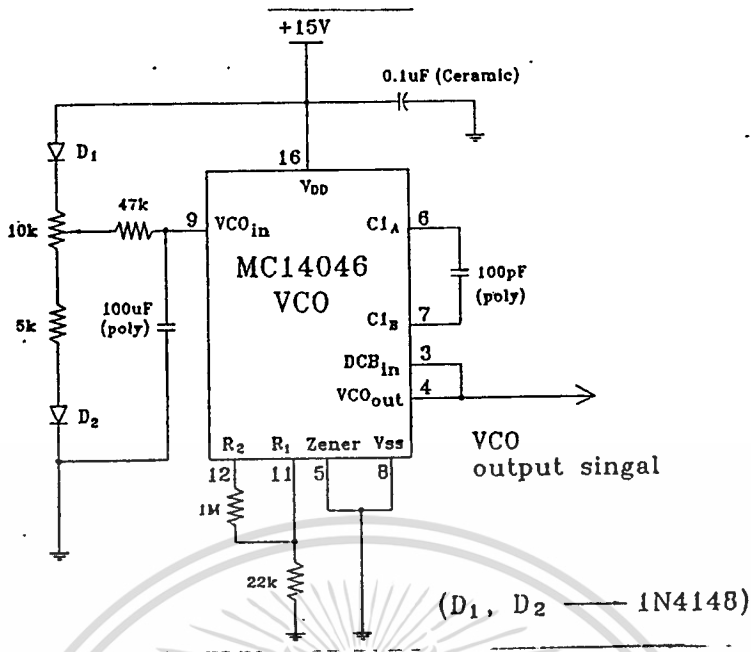 +15V
0.1uF (Ceramic)
D1
16
VDD
47k
9
VCOin
C1A
6
10k
MC14046
VCO
100pF
(poly)
100uF
(poly)
C1B
7
5k
DCBin
3
VCOout
4
D2
R2
R1
Zener
Vss
12
11
5
8
VCO
output singal
1M
22k
(D1, D2 — 1N4148)